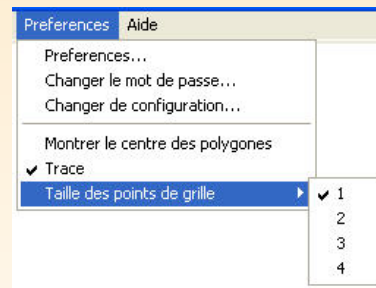 Preferences Aide
Preferences...
Changer le mot de passe...
Changer de configuration...
Montrer le centre des polygones
Trace
Taille des points de grille
1
2
3
4